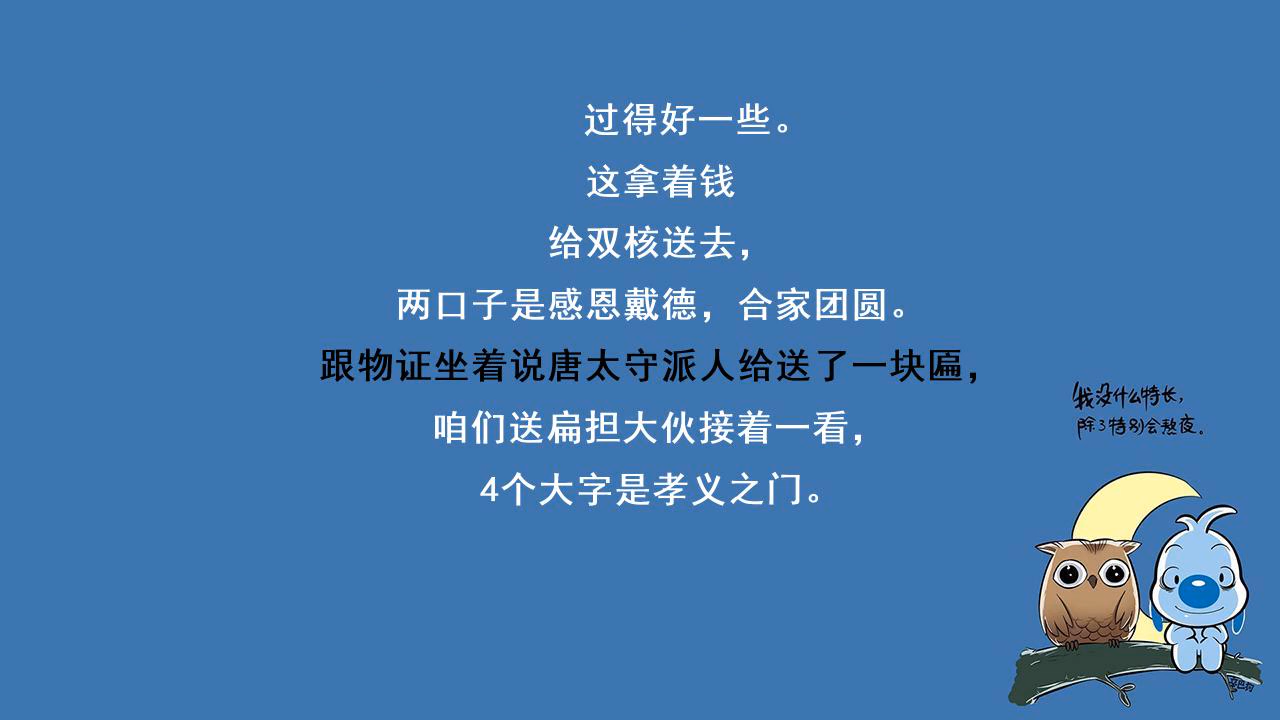 过得好一些。
这拿着钱
给双核送去，
两口子是感恩戴德，合家团圆。
跟物证坐着说唐太守派人给送了一块匾，
咱们送扁担大伙接着一看，
4个大字是孝义之门。
我没什么特长，
除了特别会熬夜。